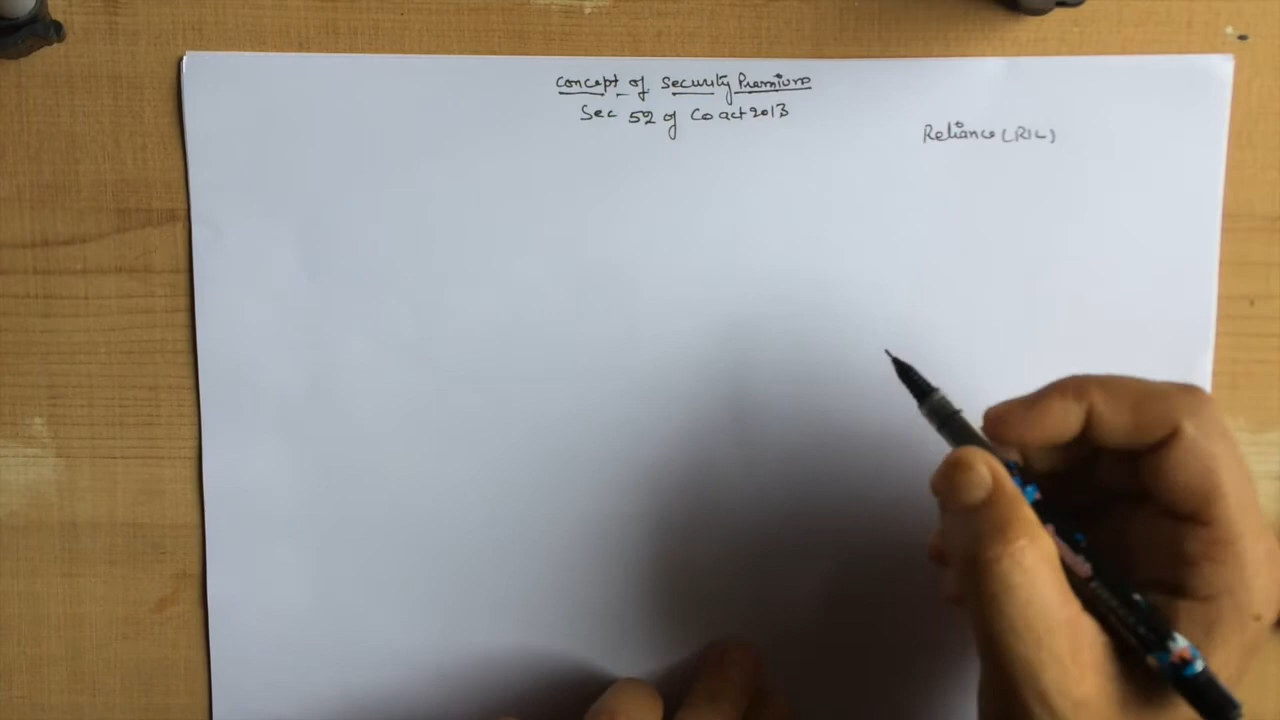 Concept of Security Premium
Sec 52 of Co act 2013
Reliance (RIL)